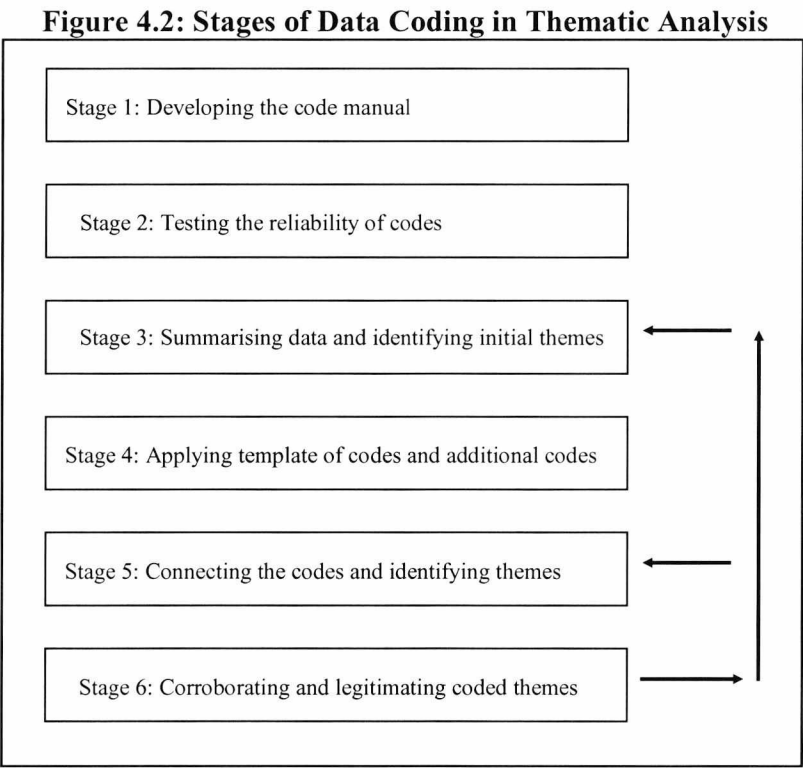 Figure 4.2: Stages of Data Coding in Thematic Analysis
Stage 1: Developing the code manual
Stage 2: Testing the reliability of codes
Stage 3: Summarising data and identifying initial themes
Stage 4: Applying template of codes and additional codes
Stage 5: Connecting the codes and identifying themes
Stage 6: Corroborating and legitimating coded themes